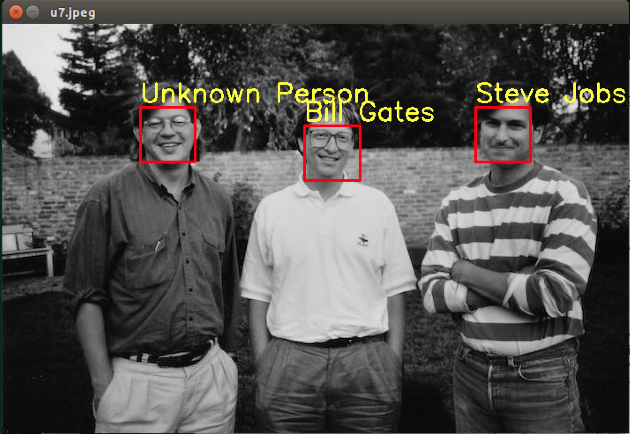 u7.jpeg
Unknown Person
Bill Gates
Steve Jobs